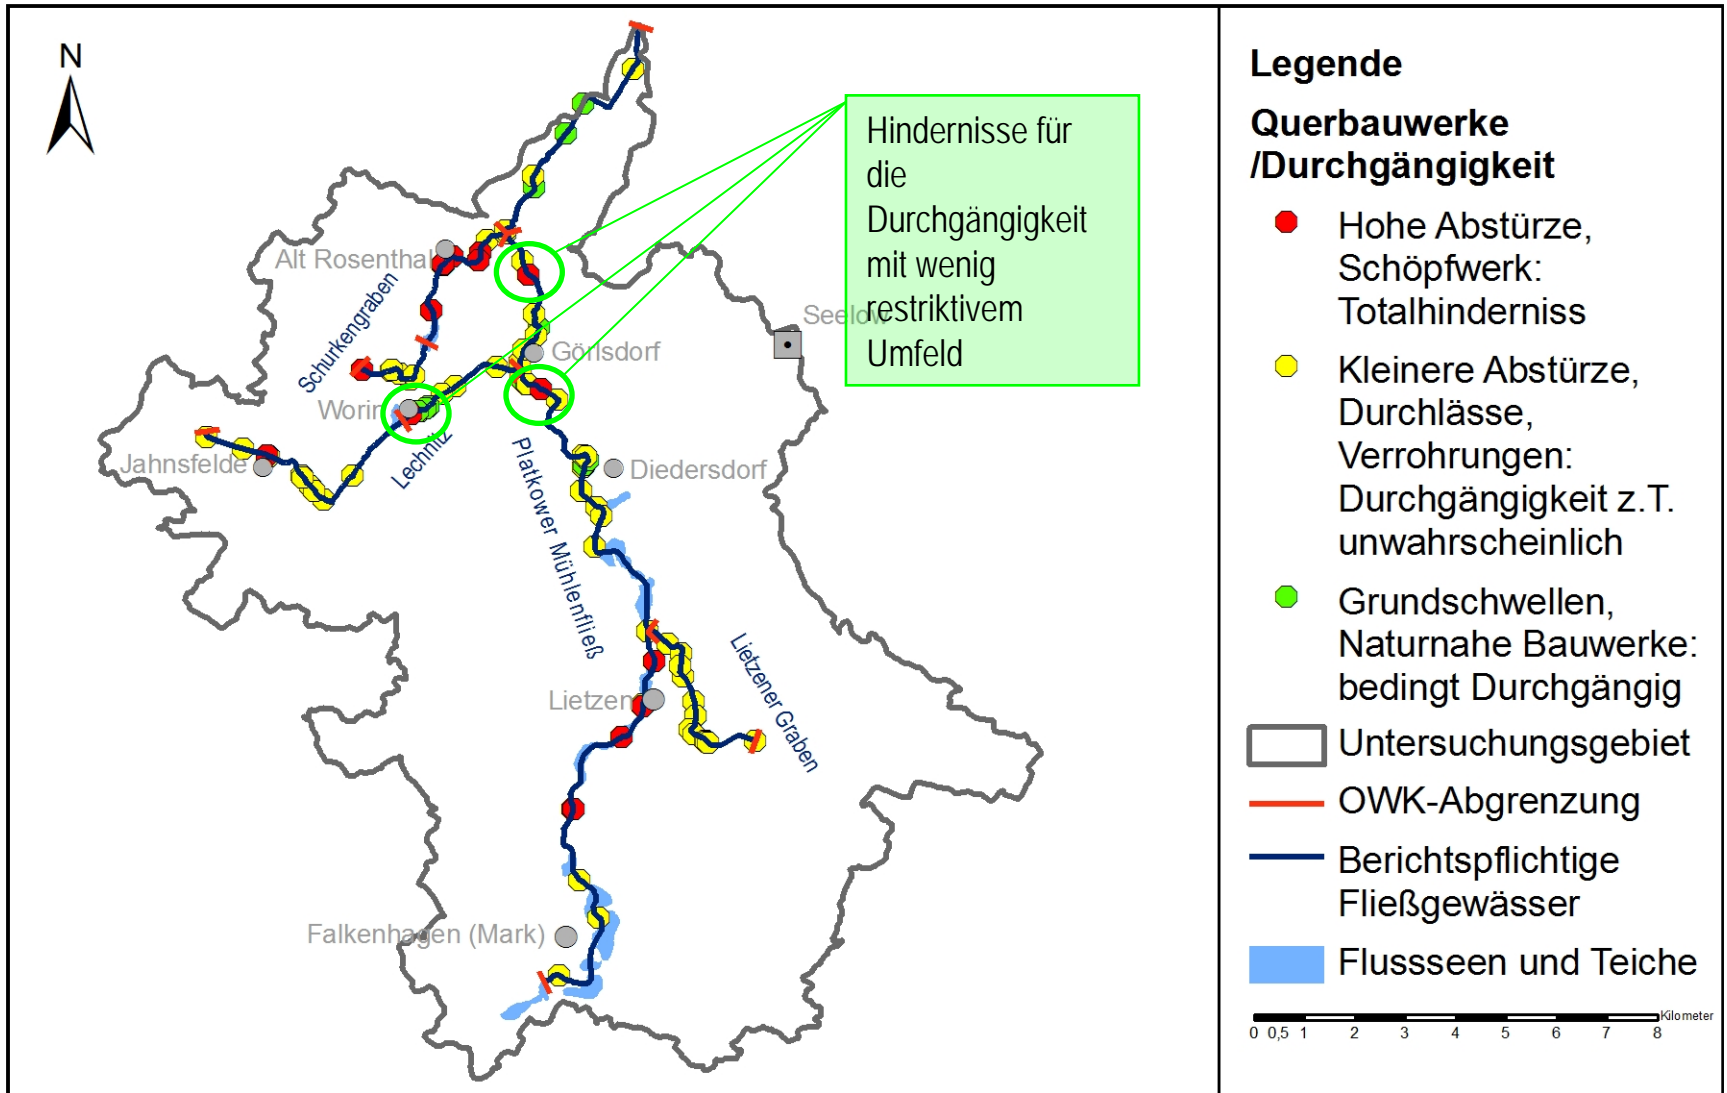 N
Alt Rosenthal
Schurkengraben
Worin
Lechnitz
Jahnsfelde
Görlsdorf
Seelow
Platkower Mühlenfließ
Diedersdorf
Lietzen
Lietzener Graben
Falkenhagen (Mark)
Hindernisse für
die
Durchgängigkeit
mit wenig
restriktivem
Umfeld
Legende
Querbauwerke
/Durchgängigkeit
Hohe Abstürze,
Schöpfwerk:
Totalhinderniss
Kleinere Abstürze,
Durchlässe,
Verrohrungen:
Durchgängigkeit z.T.
unwahrscheinlich
Grundschwellen,
Naturnahe Bauwerke:
bedingt Durchgängig
Untersuchungsgebiet
OWK-Abgrenzung
Berichtspflichtige
Fließgewässer
Flussseen und Teiche
Kilometer
0 0,5 1 2 3 4 5 6 7 8